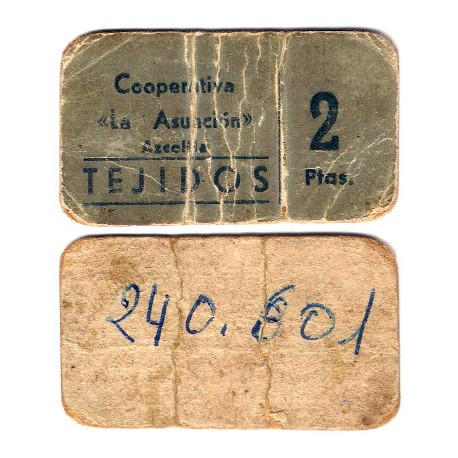 Cooperativa
«La Asunción»
Azcoitia
TEJIDOS
2
Ptas.
240.601